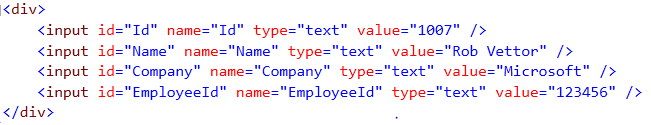 <div>
<input id="Id" name="Id" type="text" value="1007" />
<input id="Name" name="Name" type="text" value="Rob Vettor" />
<input id="Company" name="Company" type="text" value="Microsoft" />
<input id="EmployeeId" name="EmployeeId" type="text" value="123456" />
</div>